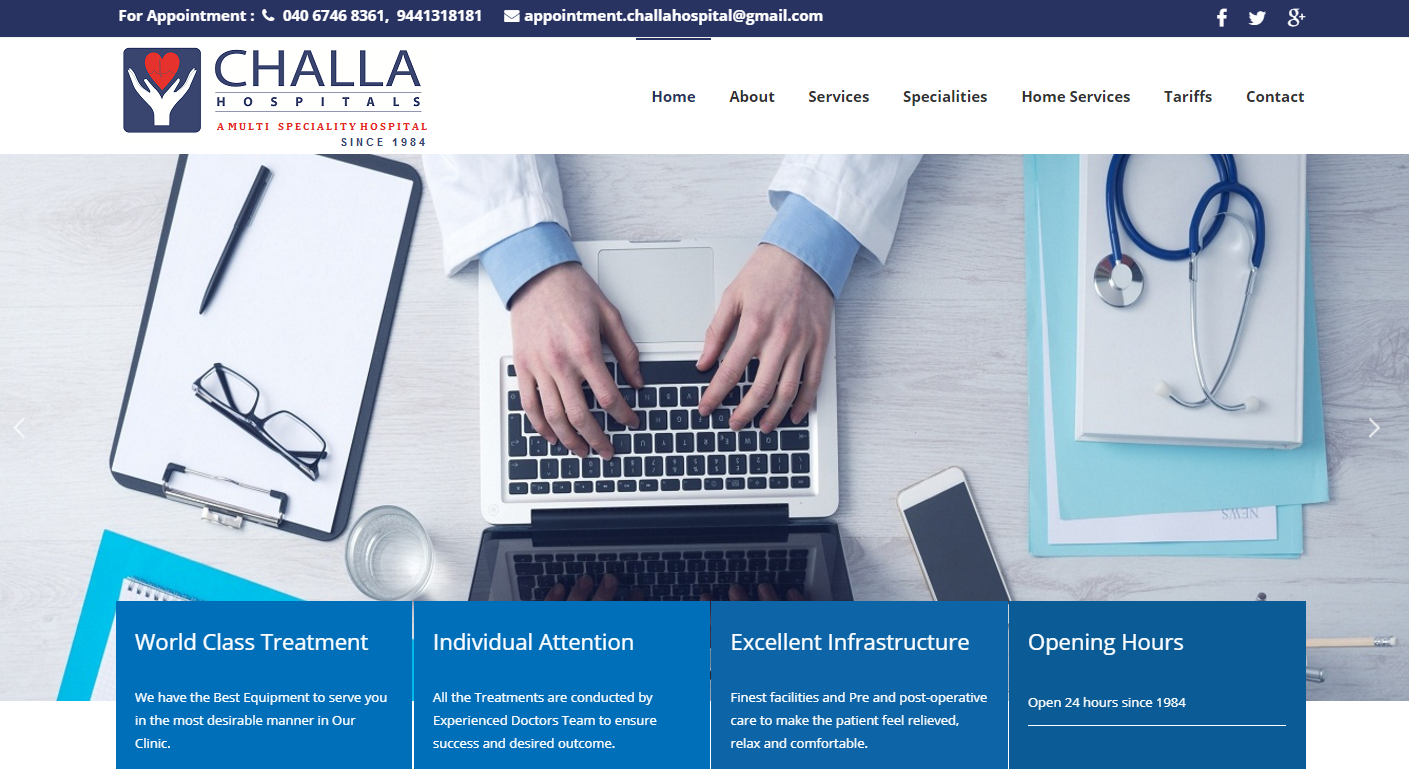 For Appointment : 040 6746 8361, 9441318181 appointment.challahospital@gmail.com
CHALLA
HOSPITALS
A MULTI SPECIALITY HOSPITAL
SINCE 1984
Home About Services Specialities Home Services Tariffs Contact
NEWS
World Class Treatment
We have the Best Equipment to serve you
in the most desirable manner in Our
Clinic.
Individual Attention
All the Treatments are conducted by
Experienced Doctors Team to ensure
success and desired outcome.
Excellent Infrastructure
Finest facilities and Pre and post-operative
care to make the patient feel relieved,
relax and comfortable.
Opening Hours
Open 24 hours since 1984